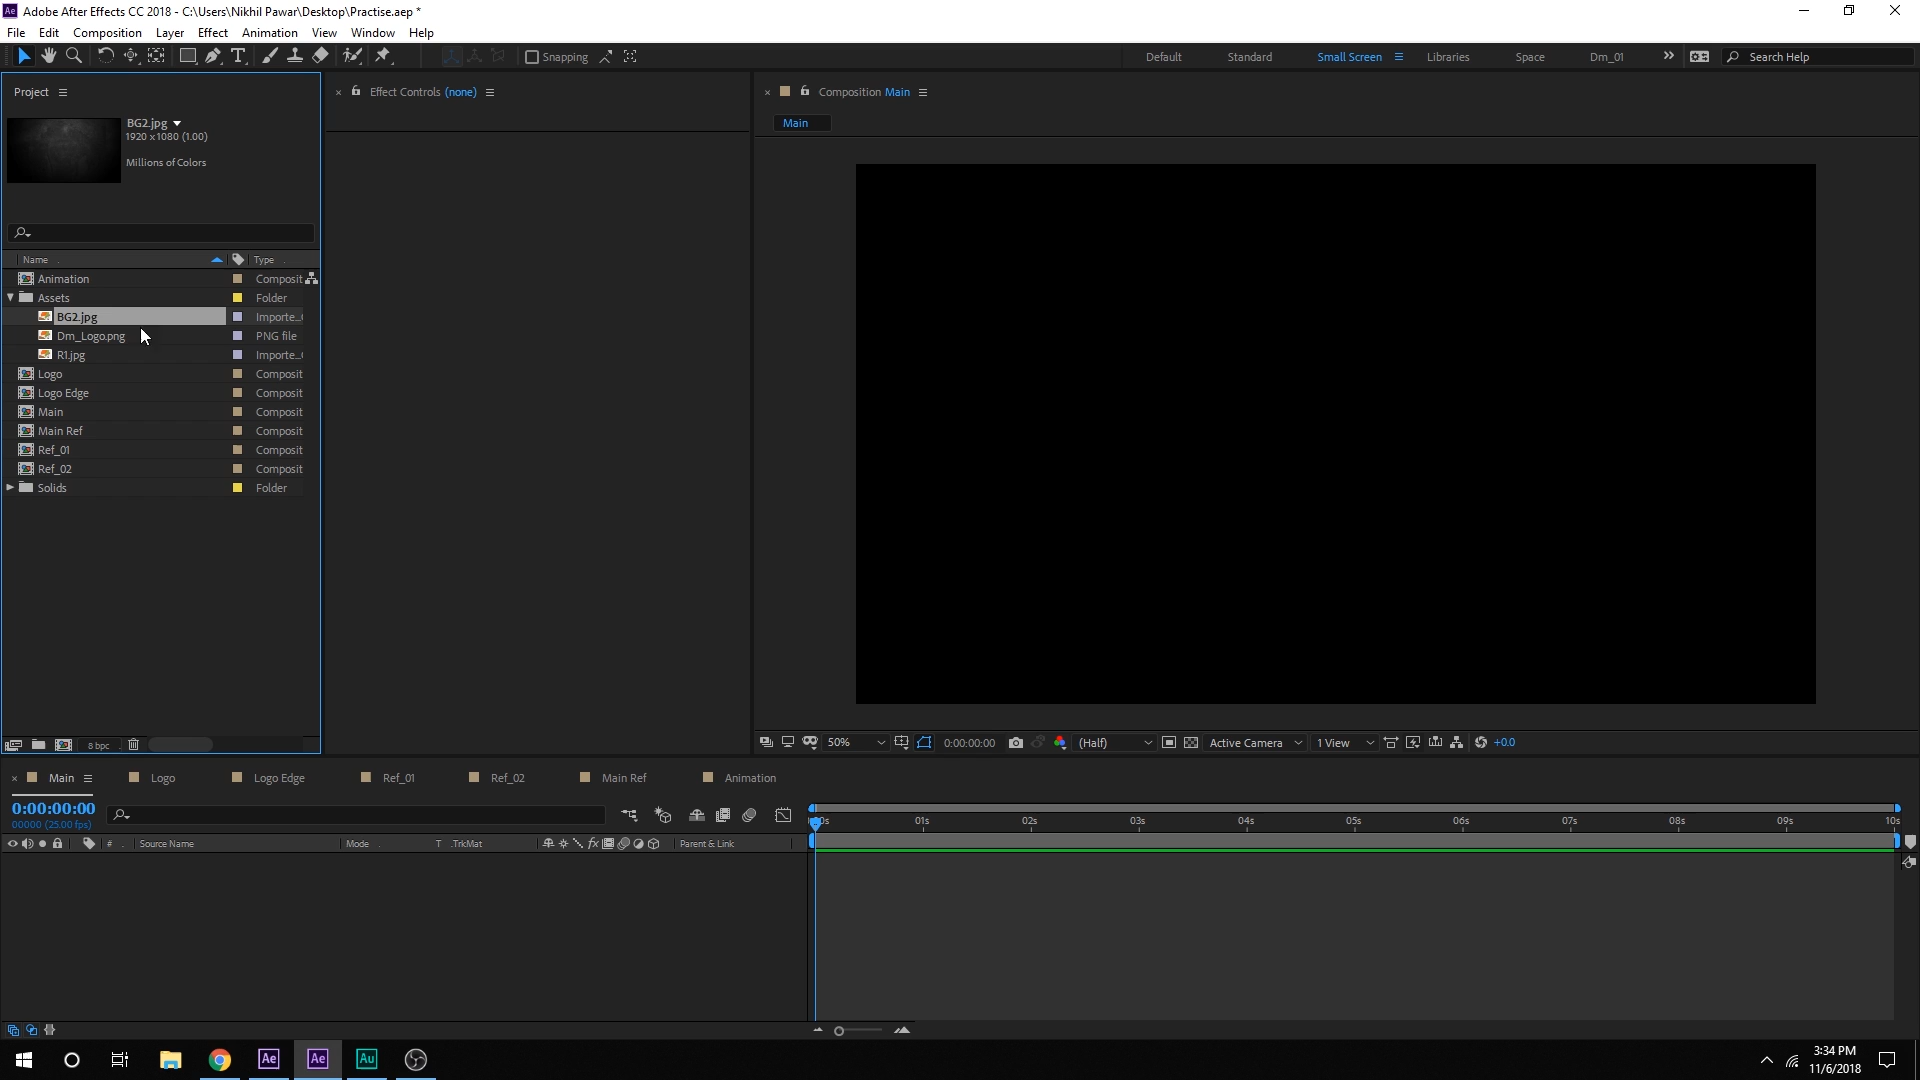 Adobe After Effects CC 2018 - C:\Users\Nikhil Pawar\Desktop\Practise.aep *
File Edit Composition Layer Effect Animation View Window Help
Snapping Default Standard Small Screen Libraries Space Dm_01 Search Help
Project
Effect Controls (none)
Composition Main
BG2.jpg
1920 x 1080 (1.00)
Millions of Colors
Main
Name Type
Animation Composit
Assets Folder
BG2.jpg Importe...
Dm_Logo.png PNG file
R1.jpg Importe...
Logo Composit
Logo Edge Composit
Main Composit
Main Ref Composit
Ref_01 Composit
Ref_02 Composit
Solids Folder
8 bpc
50% 0:00:00:00 (Half) Active Camera 1 View +0.0
Main Logo Logo Edge Ref_01 Ref_02 Main Ref Animation
0:00:00:00
00000 (25.00 fps)
01s 02s 03s 04s 05s 06s 07s 08s 09s 10s
# Source Name Mode T .TrkMat Parent & Link
Ae Ae Au
3:34 PM
11/6/2018